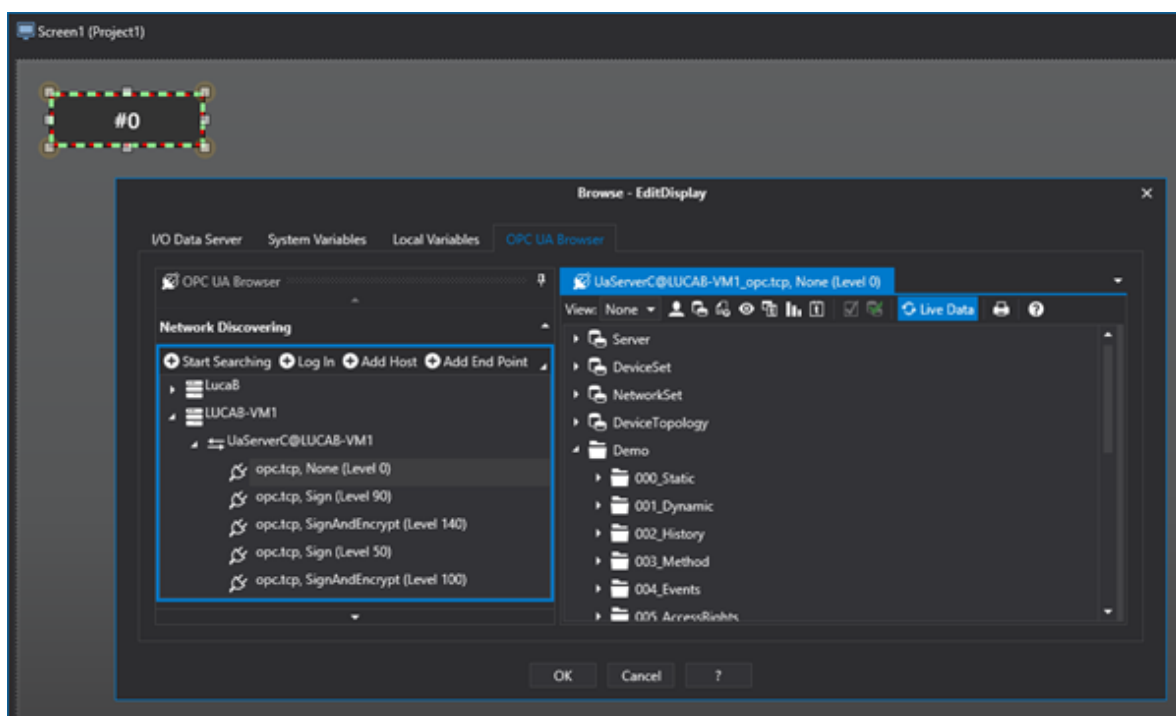 Screen1 (Project1)
#0
Browse - EditDisplay
I/O Data Server System Variables Local Variables OPC UA Browser
OPC UA Browser
Network Discovering
Start Searching Log In Add Host Add End Point
LucaB
LUCAB-VM1
UaServerC@LUCAB-VM1
opc.tcp, None (Level 0)
opc.tcp, Sign (Level 90)
opc.tcp, SignAndEncrypt (Level 140)
opc.tcp, Sign (Level 50)
opc.tcp, SignAndEncrypt (Level 100)
UaServerC@LUCAB-VM1_opc.tcp, None (Level 0)
View: None Live Data
Server
DeviceSet
NetworkSet
DeviceTopology
Demo
000_Static
001_Dynamic
002_History
003_Method
004_Events
005_AccessRights
OK Cancel ?